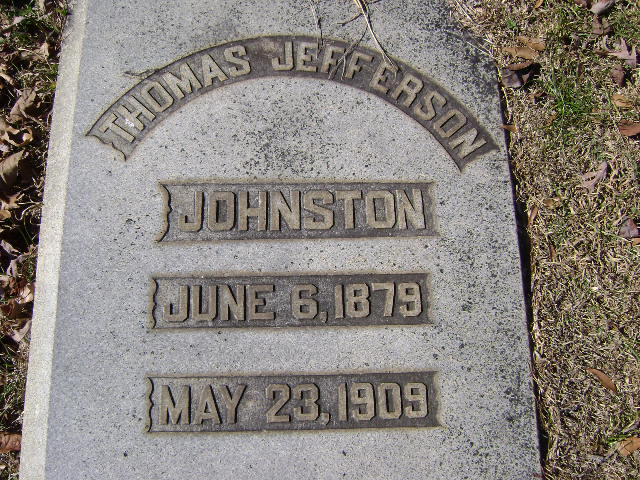 THOMAS JEFFERSON
JOHNSTON
JUNE 6, 1879
MAY 23, 1909